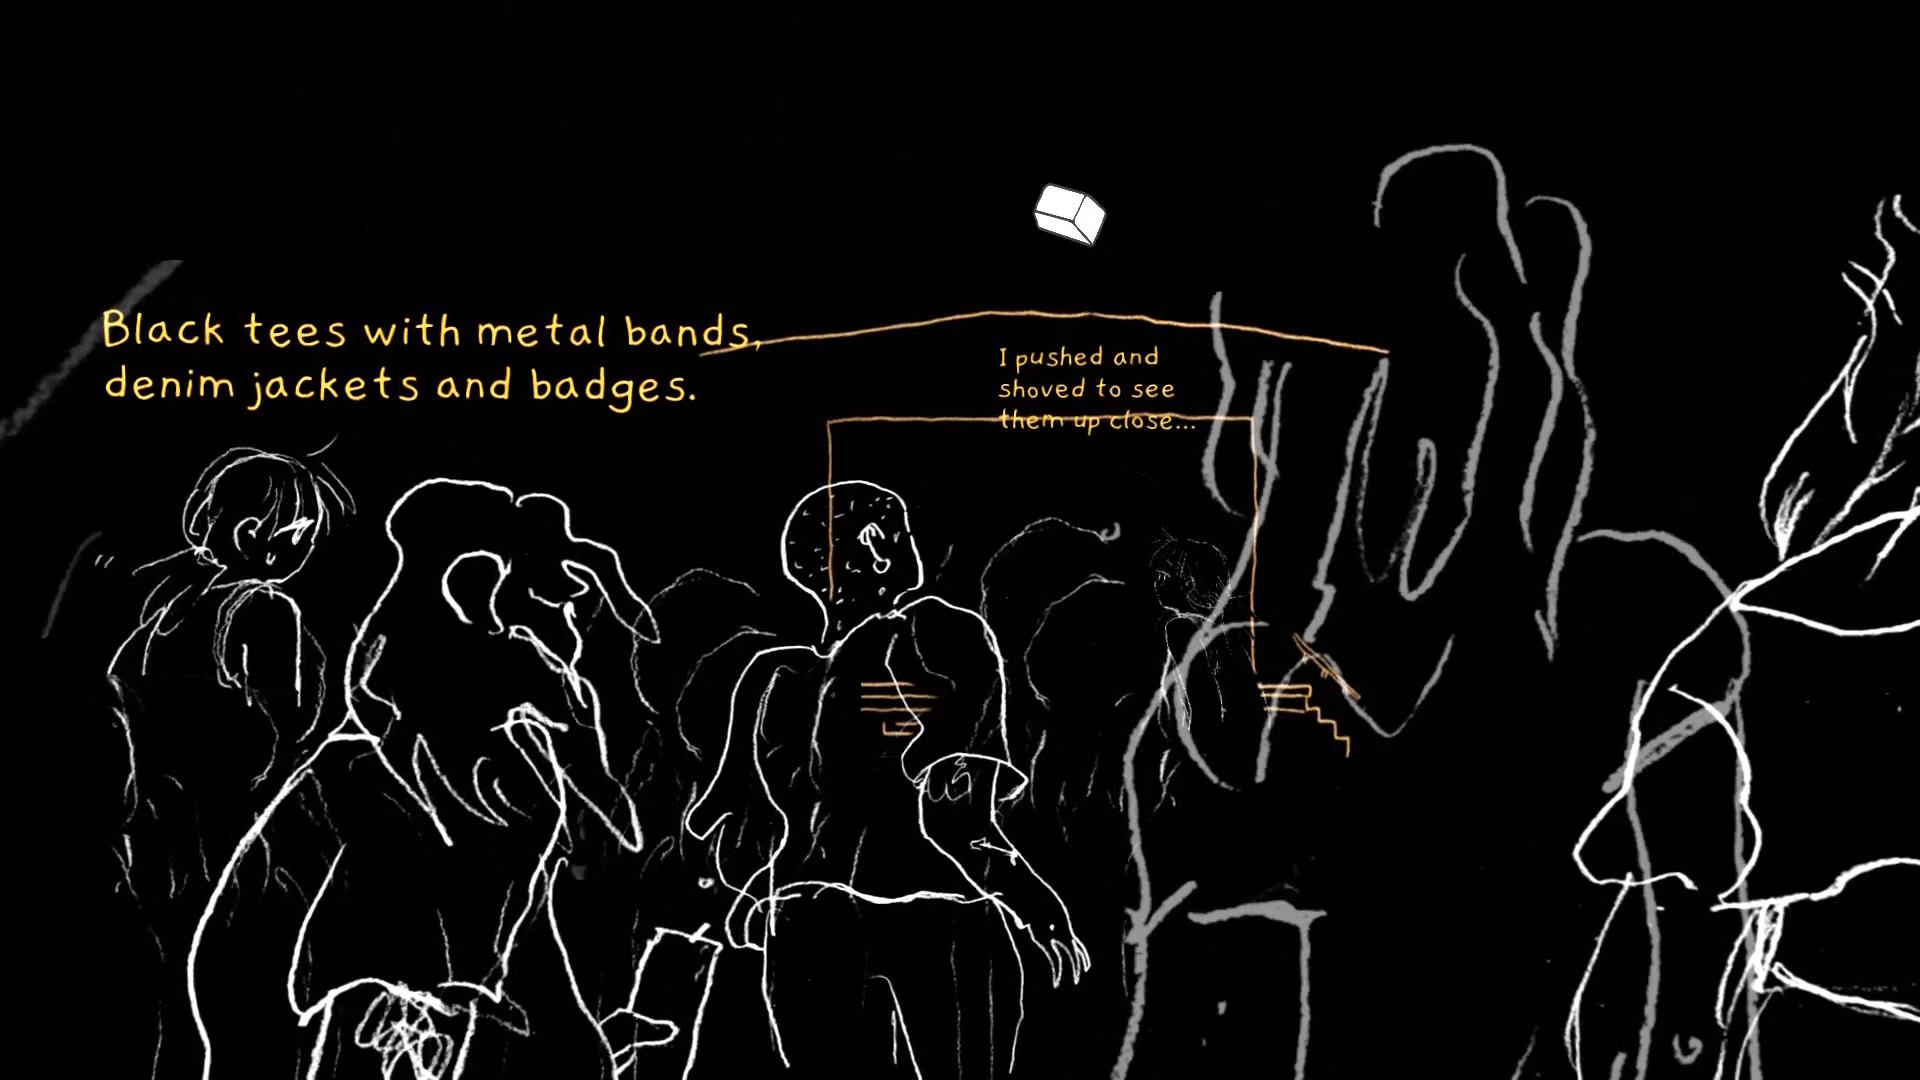 Black tees with metal bands,
denim jackets and badges.
I pushed and
shoved to see
them up close...